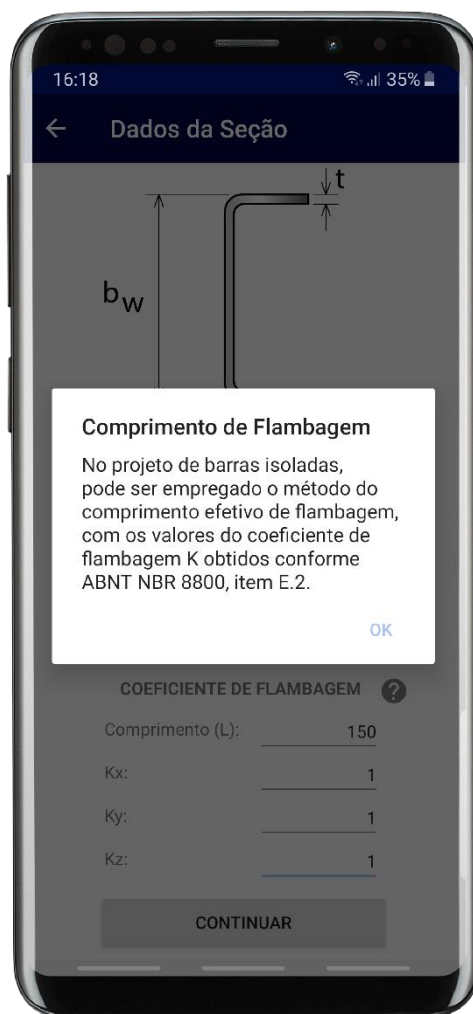 16:18 35%
Dados da Seção
t
bw
Comprimento de Flambagem
No projeto de barras isoladas,
pode ser empregado o método do
comprimento efetivo de flambagem,
com os valores do coeficiente de
flambagem K obtidos conforme
ABNT NBR 8800, item E.2.
OK
COEFICIENTE DE FLAMBAGEM ?
Comprimento (L): 150
Kx: 1
Ky: 1
Kz: 1
CONTINUAR